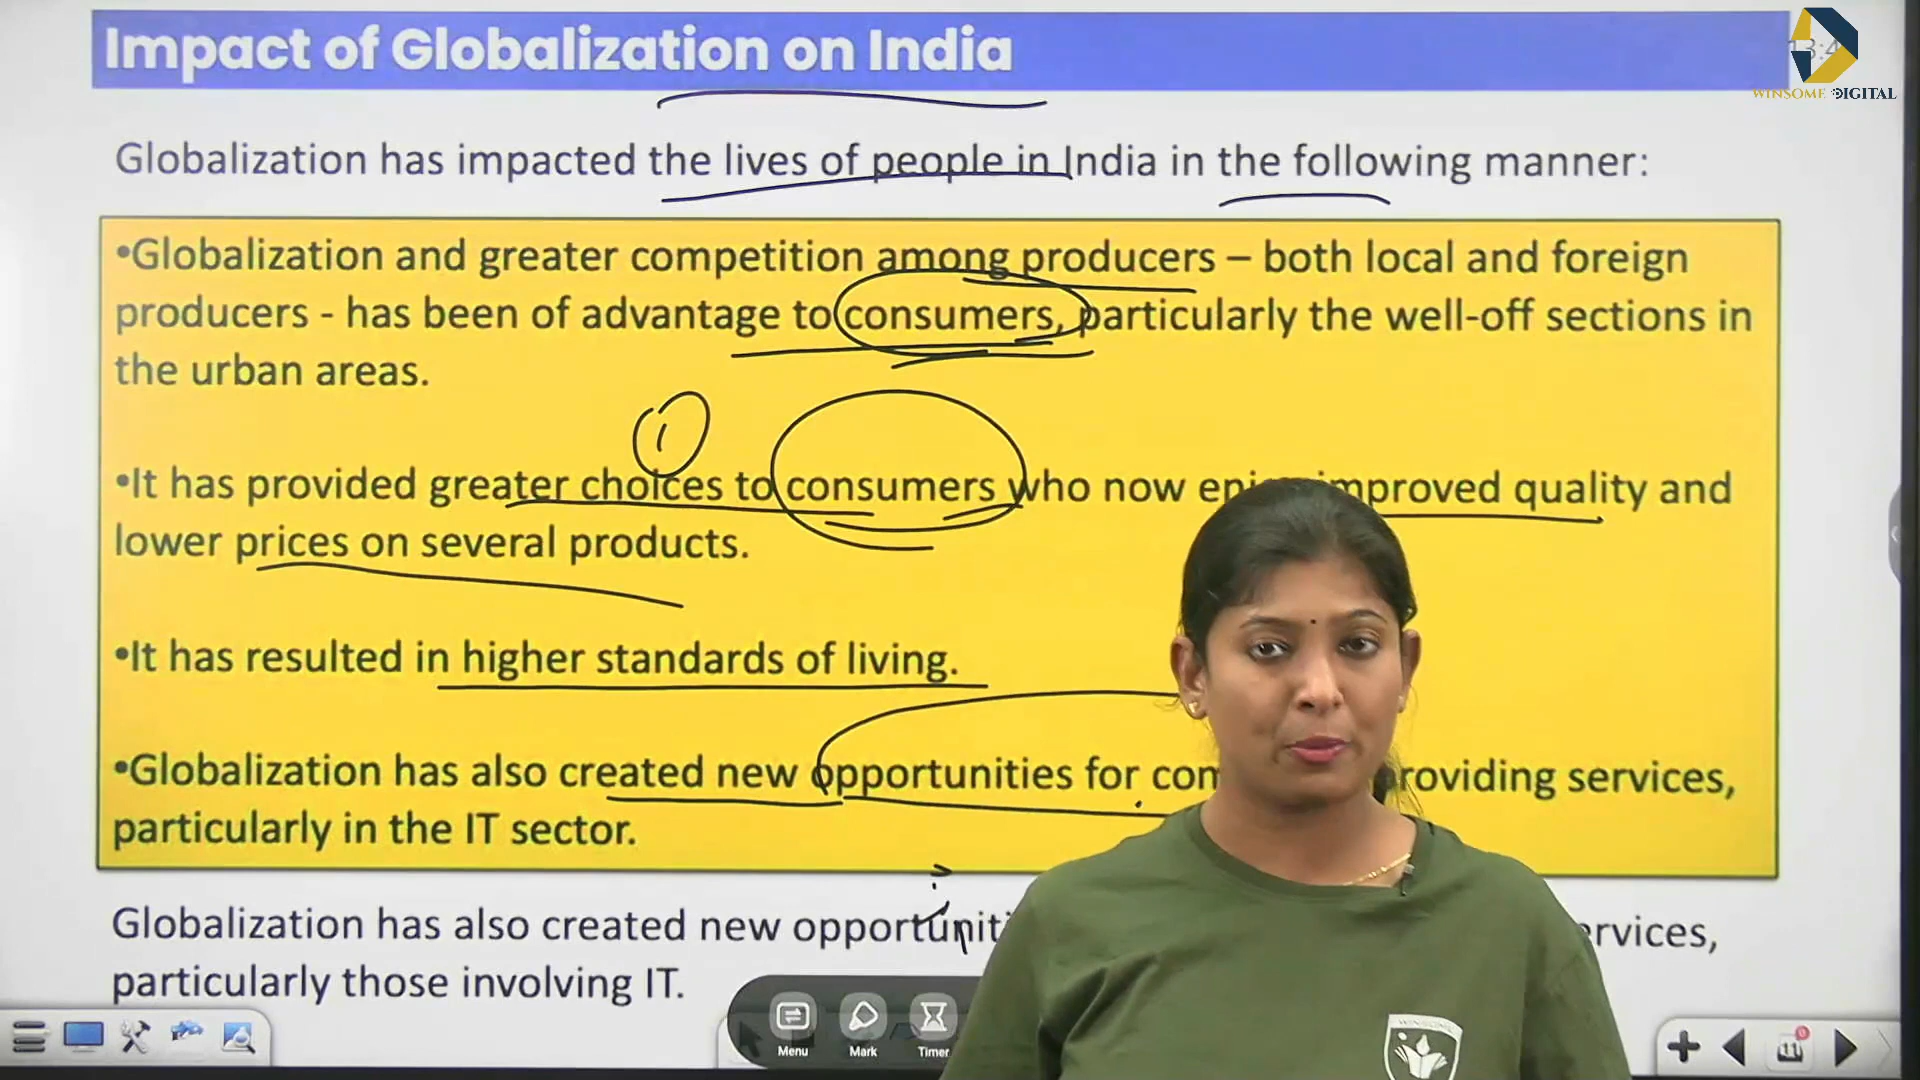 Impact of Globalization on India
13:4
WINSOME DIGITAL
Globalization has impacted the lives of people in India in the following manner:
•Globalization and greater competition among producers – both local and foreign
producers - has been of advantage to consumers, particularly the well-off sections in
the urban areas.
1
•It has provided greater choices to consumers who now improved quality and
lower prices on several products.
•It has resulted in higher standards of living.
•Globalization has also created new opportunities for providing services,
particularly in the IT sector.
Globalization has also created new
particularly those involving IT.
Menu Mark Timer
11
WINSOME